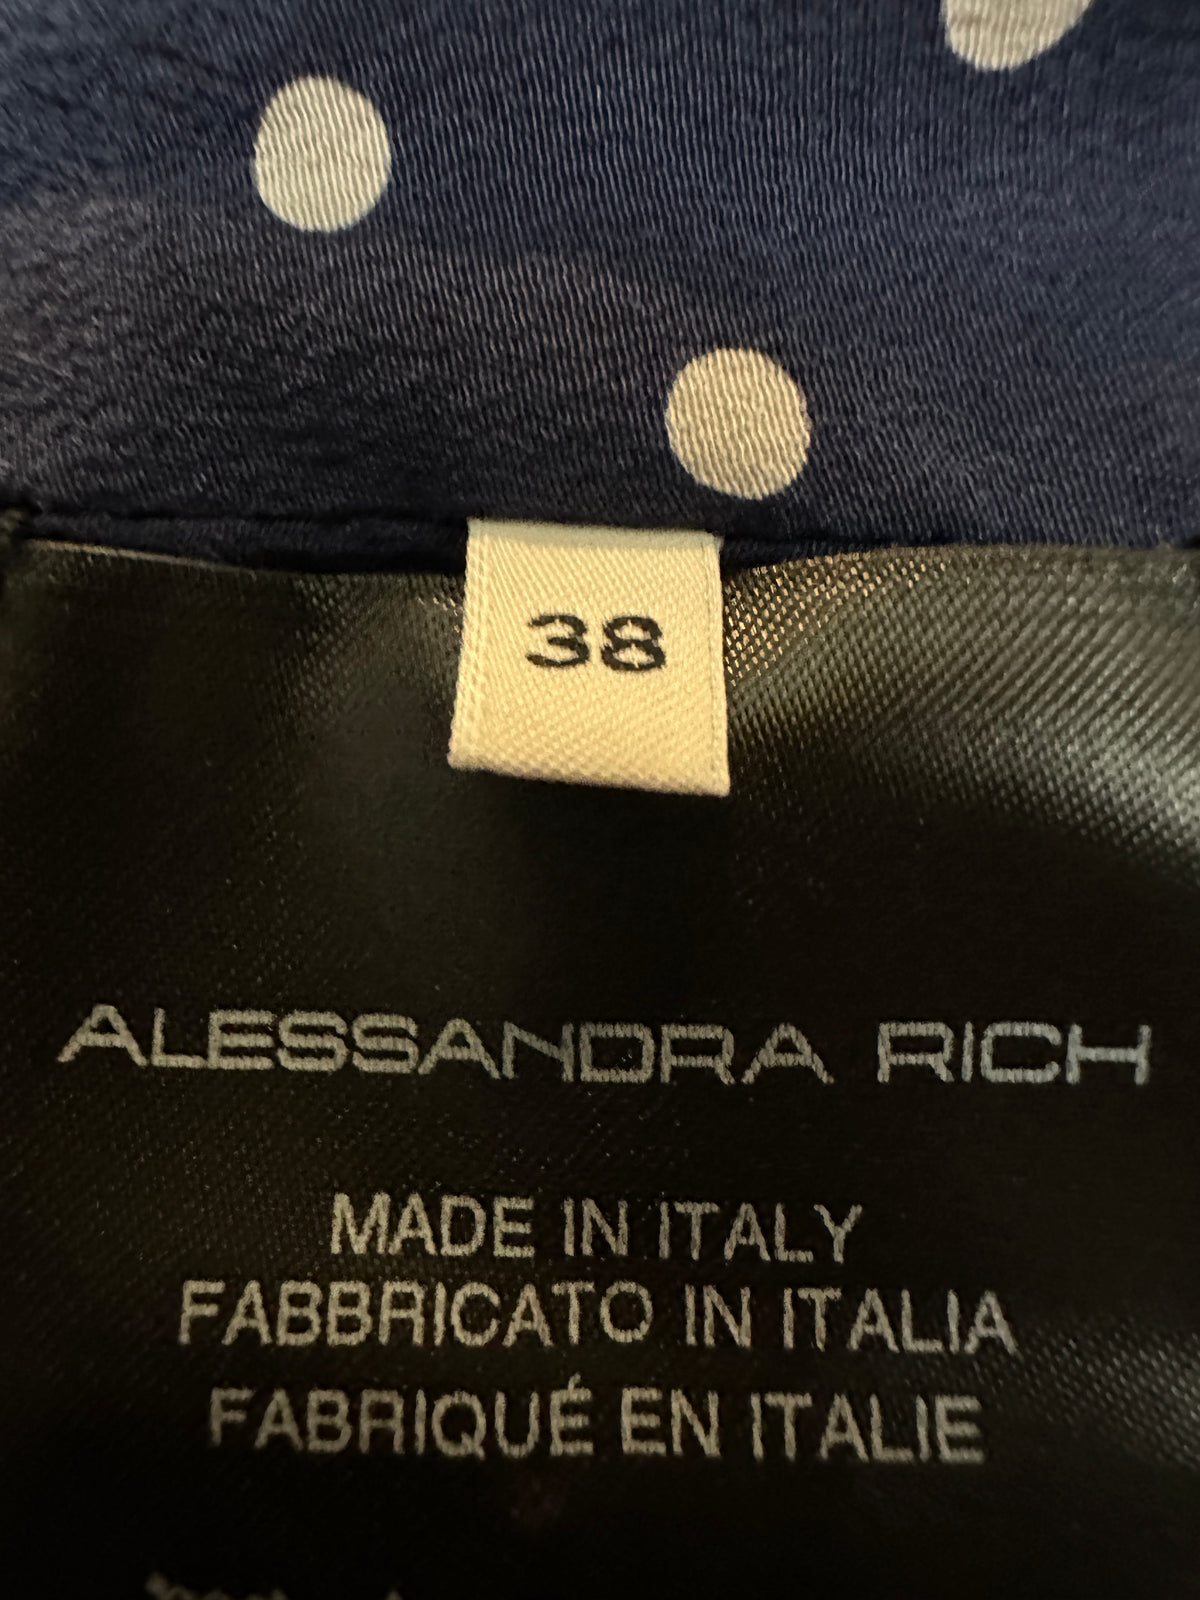 38
ALESSANDRA RICH
MADE IN ITALY
FABBRICATO IN ITALIA
FABRIQUÉ EN ITALIE